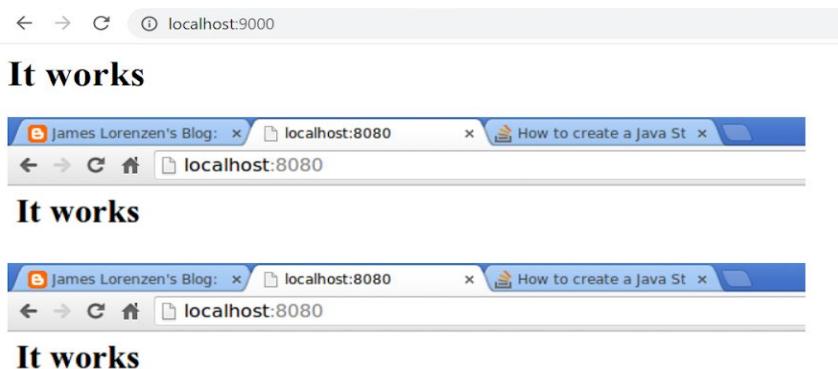 localhost:9000
It works
James Lorenzen's Blog: localhost:8080 How to create a Java St
localhost:8080
It works
James Lorenzen's Blog: localhost:8080 How to create a Java St
localhost:8080
It works